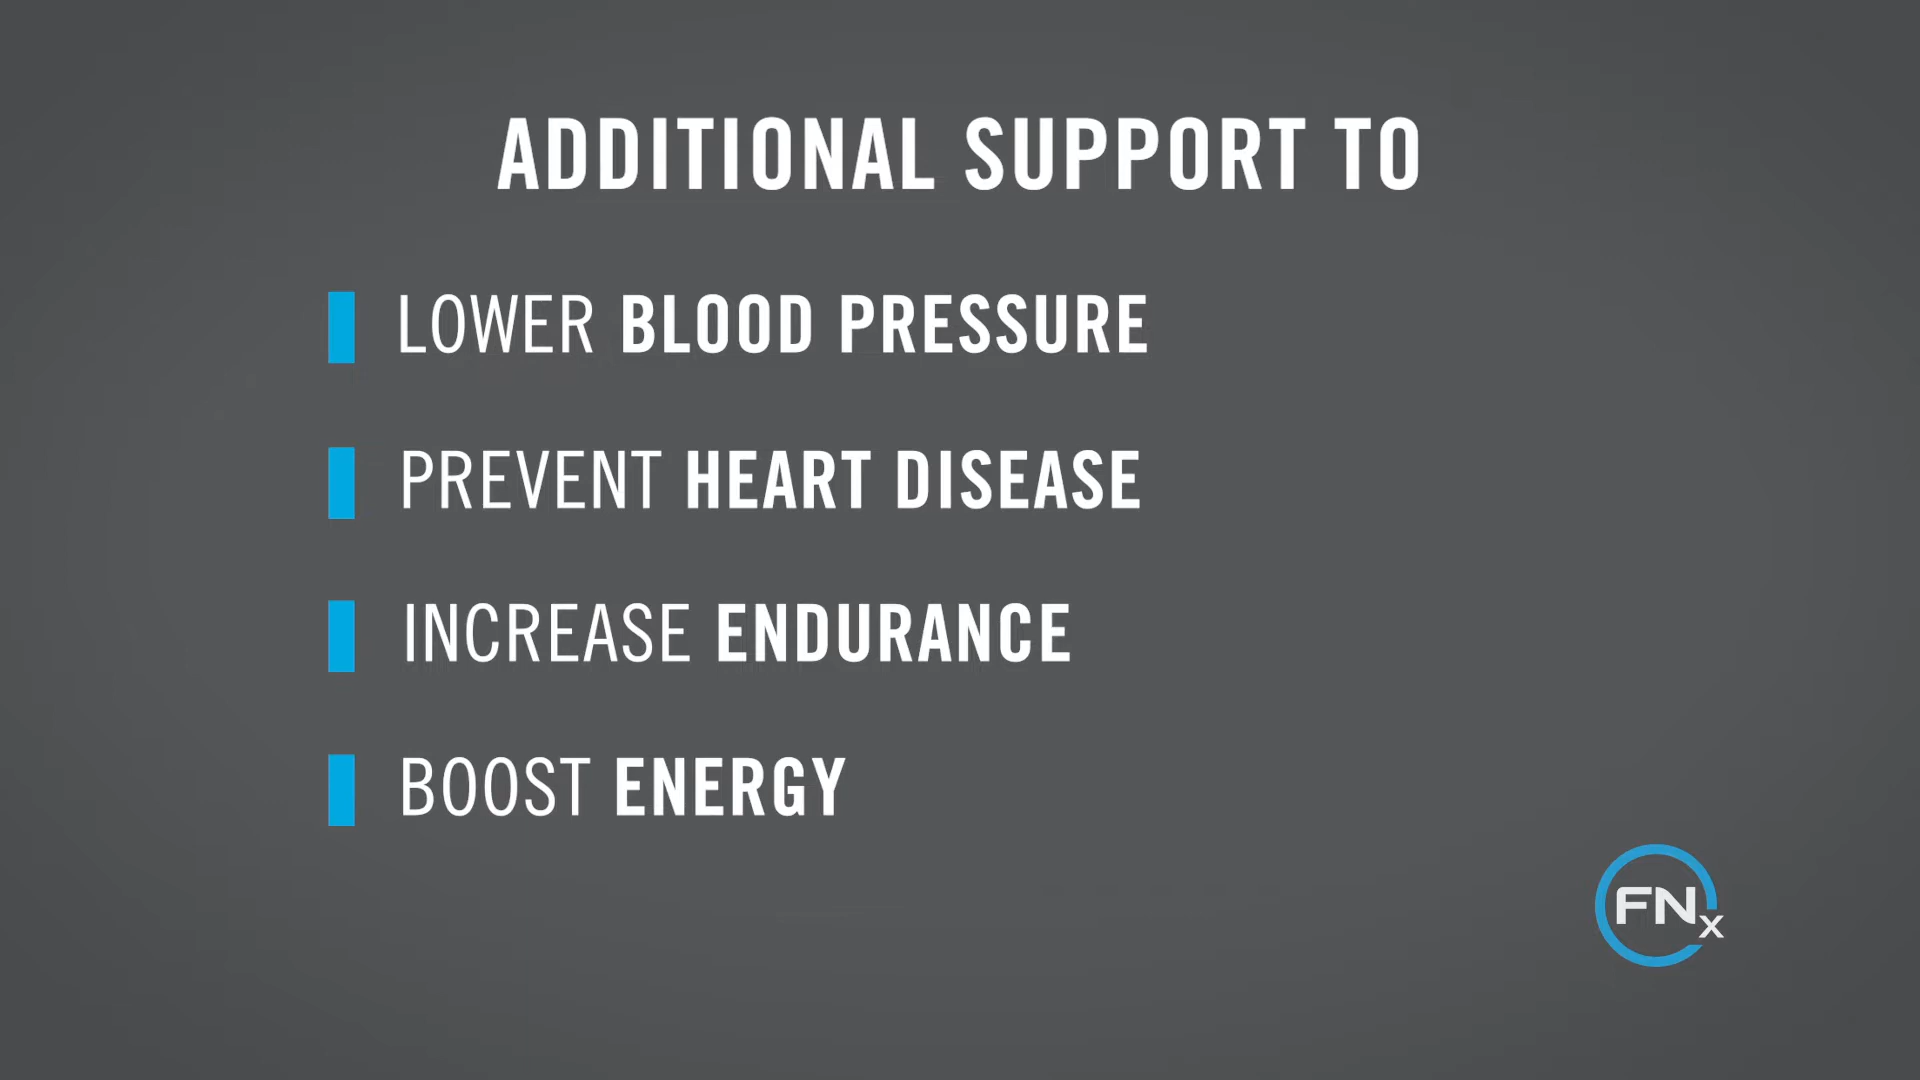 ADDITIONAL SUPPORT TO
LOWER BLOOD PRESSURE
PREVENT HEART DISEASE
INCREASE ENDURANCE
BOOST ENERGY
FNx